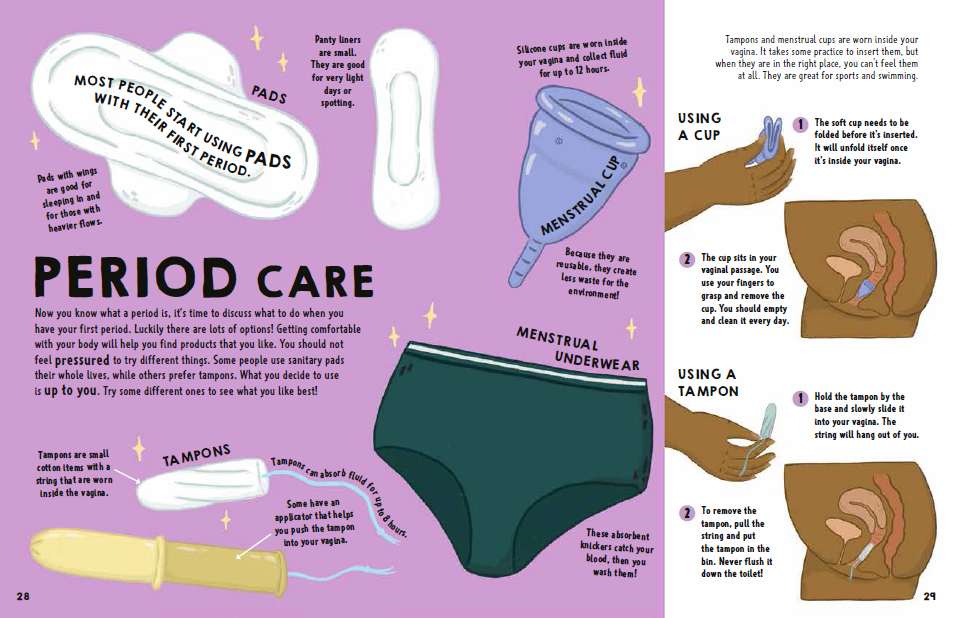 MOST PEOPLE START USING PADS
WITH THEIR FIRST PERIOD.
PADS
Pads with wings
are good for
sleeping in and
for those with
heavier flows.
Panty liners
are small.
They are good
for very light
days or
spotting.
Silicone cups are worn inside
your vagina and collect fluid
for up to 12 hours.
MENSTRUAL CUP
Because they are
reusable, they create
less waste for the
environment!
PERIOD CARE
Now you know what a period is, it's time to discuss what to do when you
have your first period. Luckily there are lots of options! Getting comfortable
with your body will help you find products that you like. You should not
feel pressured to try different things. Some people use sanitary pads
their whole lives, while others prefer tampons. What you decide to use
is up to you. Try some different ones to see what you like best!
MENSTRUAL
UNDERWEAR
These absorbent
knickers catch your
blood, then you
wash them!
TAMPONS
Tampons are small
cotton items with a
string that are worn
inside the vagina.
Tampons can absorb fluid for up to 8 hours.
Some have an
applicator that helps
you push the tampon
into your vagina.
28
Tampons and menstrual cups are worn inside your
vagina. It takes some practice to insert them, but
when they are in the right place, you can't feel them
at all. They are great for sports and swimming.
USING
A CUP
1 The soft cup needs to be
folded before it's inserted.
It will unfold itself once
it's inside your vagina.
2 The cup sits in your
vaginal passage. You
use your fingers to
grasp and remove the
cup. You should empty
and clean it every day.
USING A
TAMPON
1 Hold the tampon by the
base and slowly slide it
into your vagina. The
string will hang out of you.
2 To remove the
tampon, pull the
string and put
the tampon in the
bin. Never flush it
down the toilet!
29